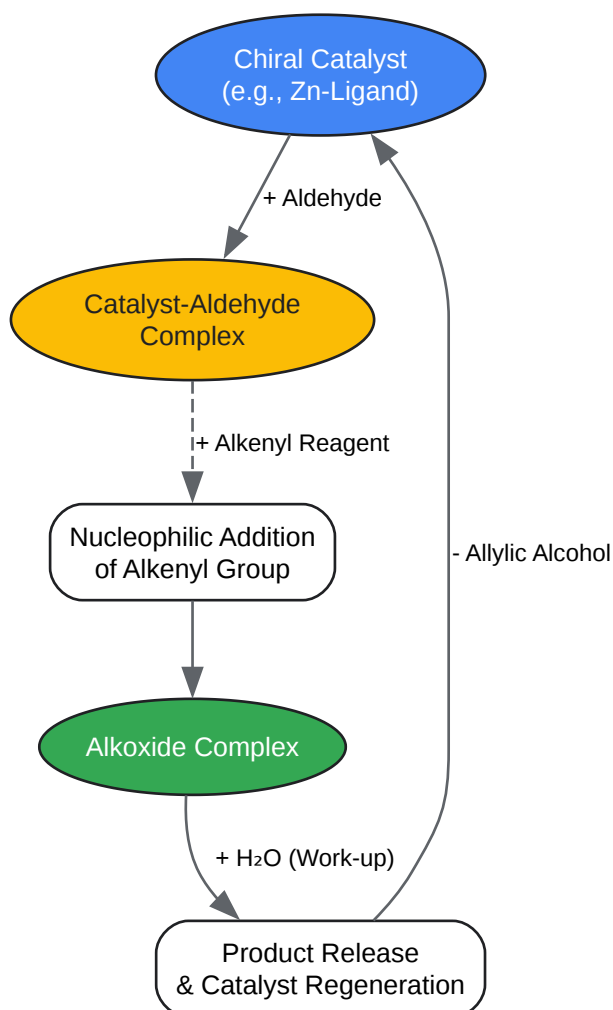 Chiral Catalyst
(e.g., Zn-Ligand)
+ Aldehyde
Catalyst-Aldehyde
Complex
+ Alkenyl Reagent
Nucleophilic Addition
of Alkenyl Group
- Allylic Alcohol
Alkoxide Complex
+ H₂O (Work-up)
Product Release
& Catalyst Regeneration